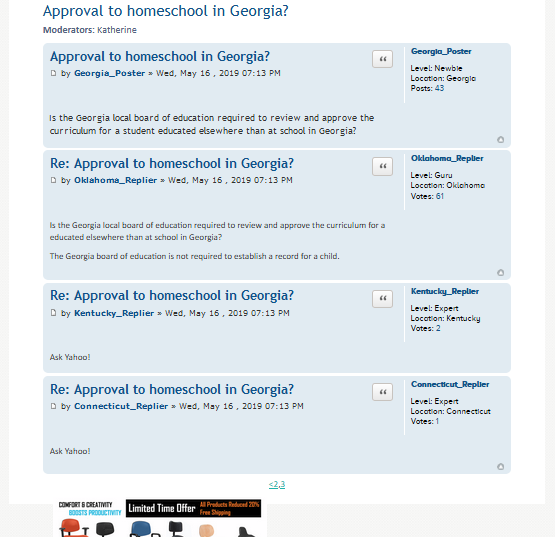 Approval to homeschool in Georgia?
Moderators: Katherine
Approval to homeschool in Georgia?
by Georgia_Poster » Wed, May 16 , 2019 07:13 PM
Georgia_Poster
Level: Newbie
Location: Georgia
Posts: 43
Is the Georgia local board of education required to review and approve the
curriculum for a student educated elsewhere than at school in Georgia?
Re: Approval to homeschool in Georgia?
by Oklahoma_Replier » Wed, May 16 , 2019 07:13 PM
Oklahoma_Replier
Level: Guru
Location: Oklahoma
Votes: 61
Is the Georgia local board of education required to review and approve the curriculum for a
educated elsewhere than at school in Georgia?
The Georgia board of education is not required to establish a record for a child.
Re: Approval to homeschool in Georgia?
by Kentucky_Replier » Wed, May 16 , 2019 07:13 PM
Kentucky_Replier
Level: Expert
Location: Kentucky
Votes: 2
Ask Yahoo!
Re: Approval to homeschool in Georgia?
by Connecticut_Replier » Wed, May 16 , 2019 07:13 PM
Connecticut_Replier
Level: Expert
Location: Connecticut
Votes: 1
Ask Yahoo!
<2,3
COMFORT & CREATIVITY
BOOSTS PRODUCTIVITY
Limited Time Offer
All Products Reduced 20%
Free Shipping